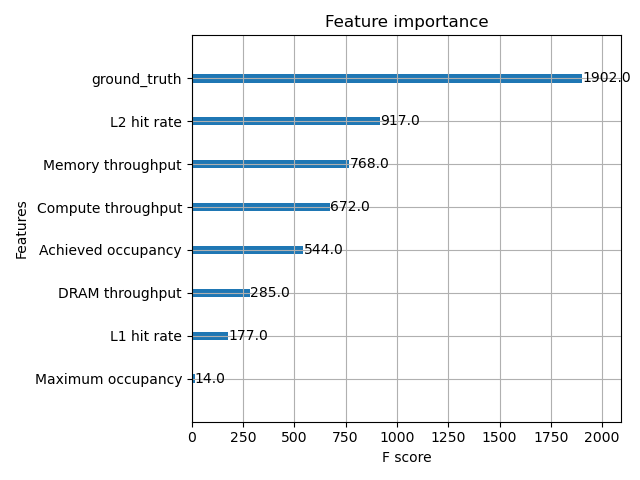 Feature importance
ground_truth 1902.0
L2 hit rate 917.0
Memory throughput 768.0
Compute throughput 672.0
Achieved occupancy 544.0
DRAM throughput 285.0
L1 hit rate 177.0
Maximum occupancy 14.0
Features
0 250 500 750 1000 1250 1500 1750 2000
F score